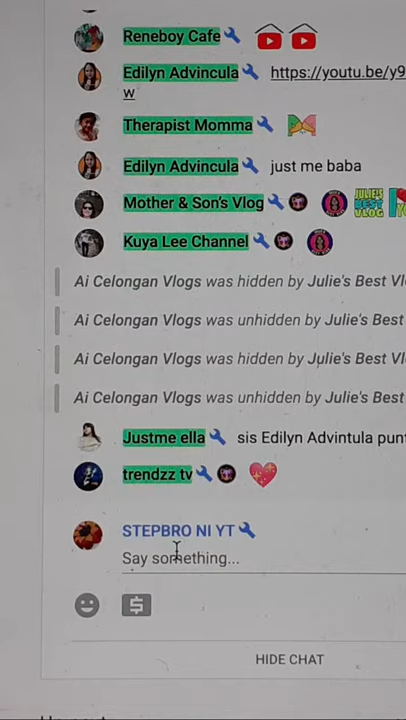 Reneboy Cafe
Edilyn Advincula https://youtu.be/y9
w
Therapist Momma
Edilyn Advincula just me baba
Mother & Son's Vlog JULIE'S BEST VLOG
Kuya Lee Channel
Ai Celongan Vlogs was hidden by Julie's Best Vl
Ai Celongan Vlogs was unhidden by Julie's Best
Ai Celongan Vlogs was hidden by Julie's Best Vl
Ai Celongan Vlogs was unhidden by Julie's Best
Justme ella sis Edilyn Advintula pun
trendzz tv
STEPBRO NI YT
Say something...
HIDE CHAT